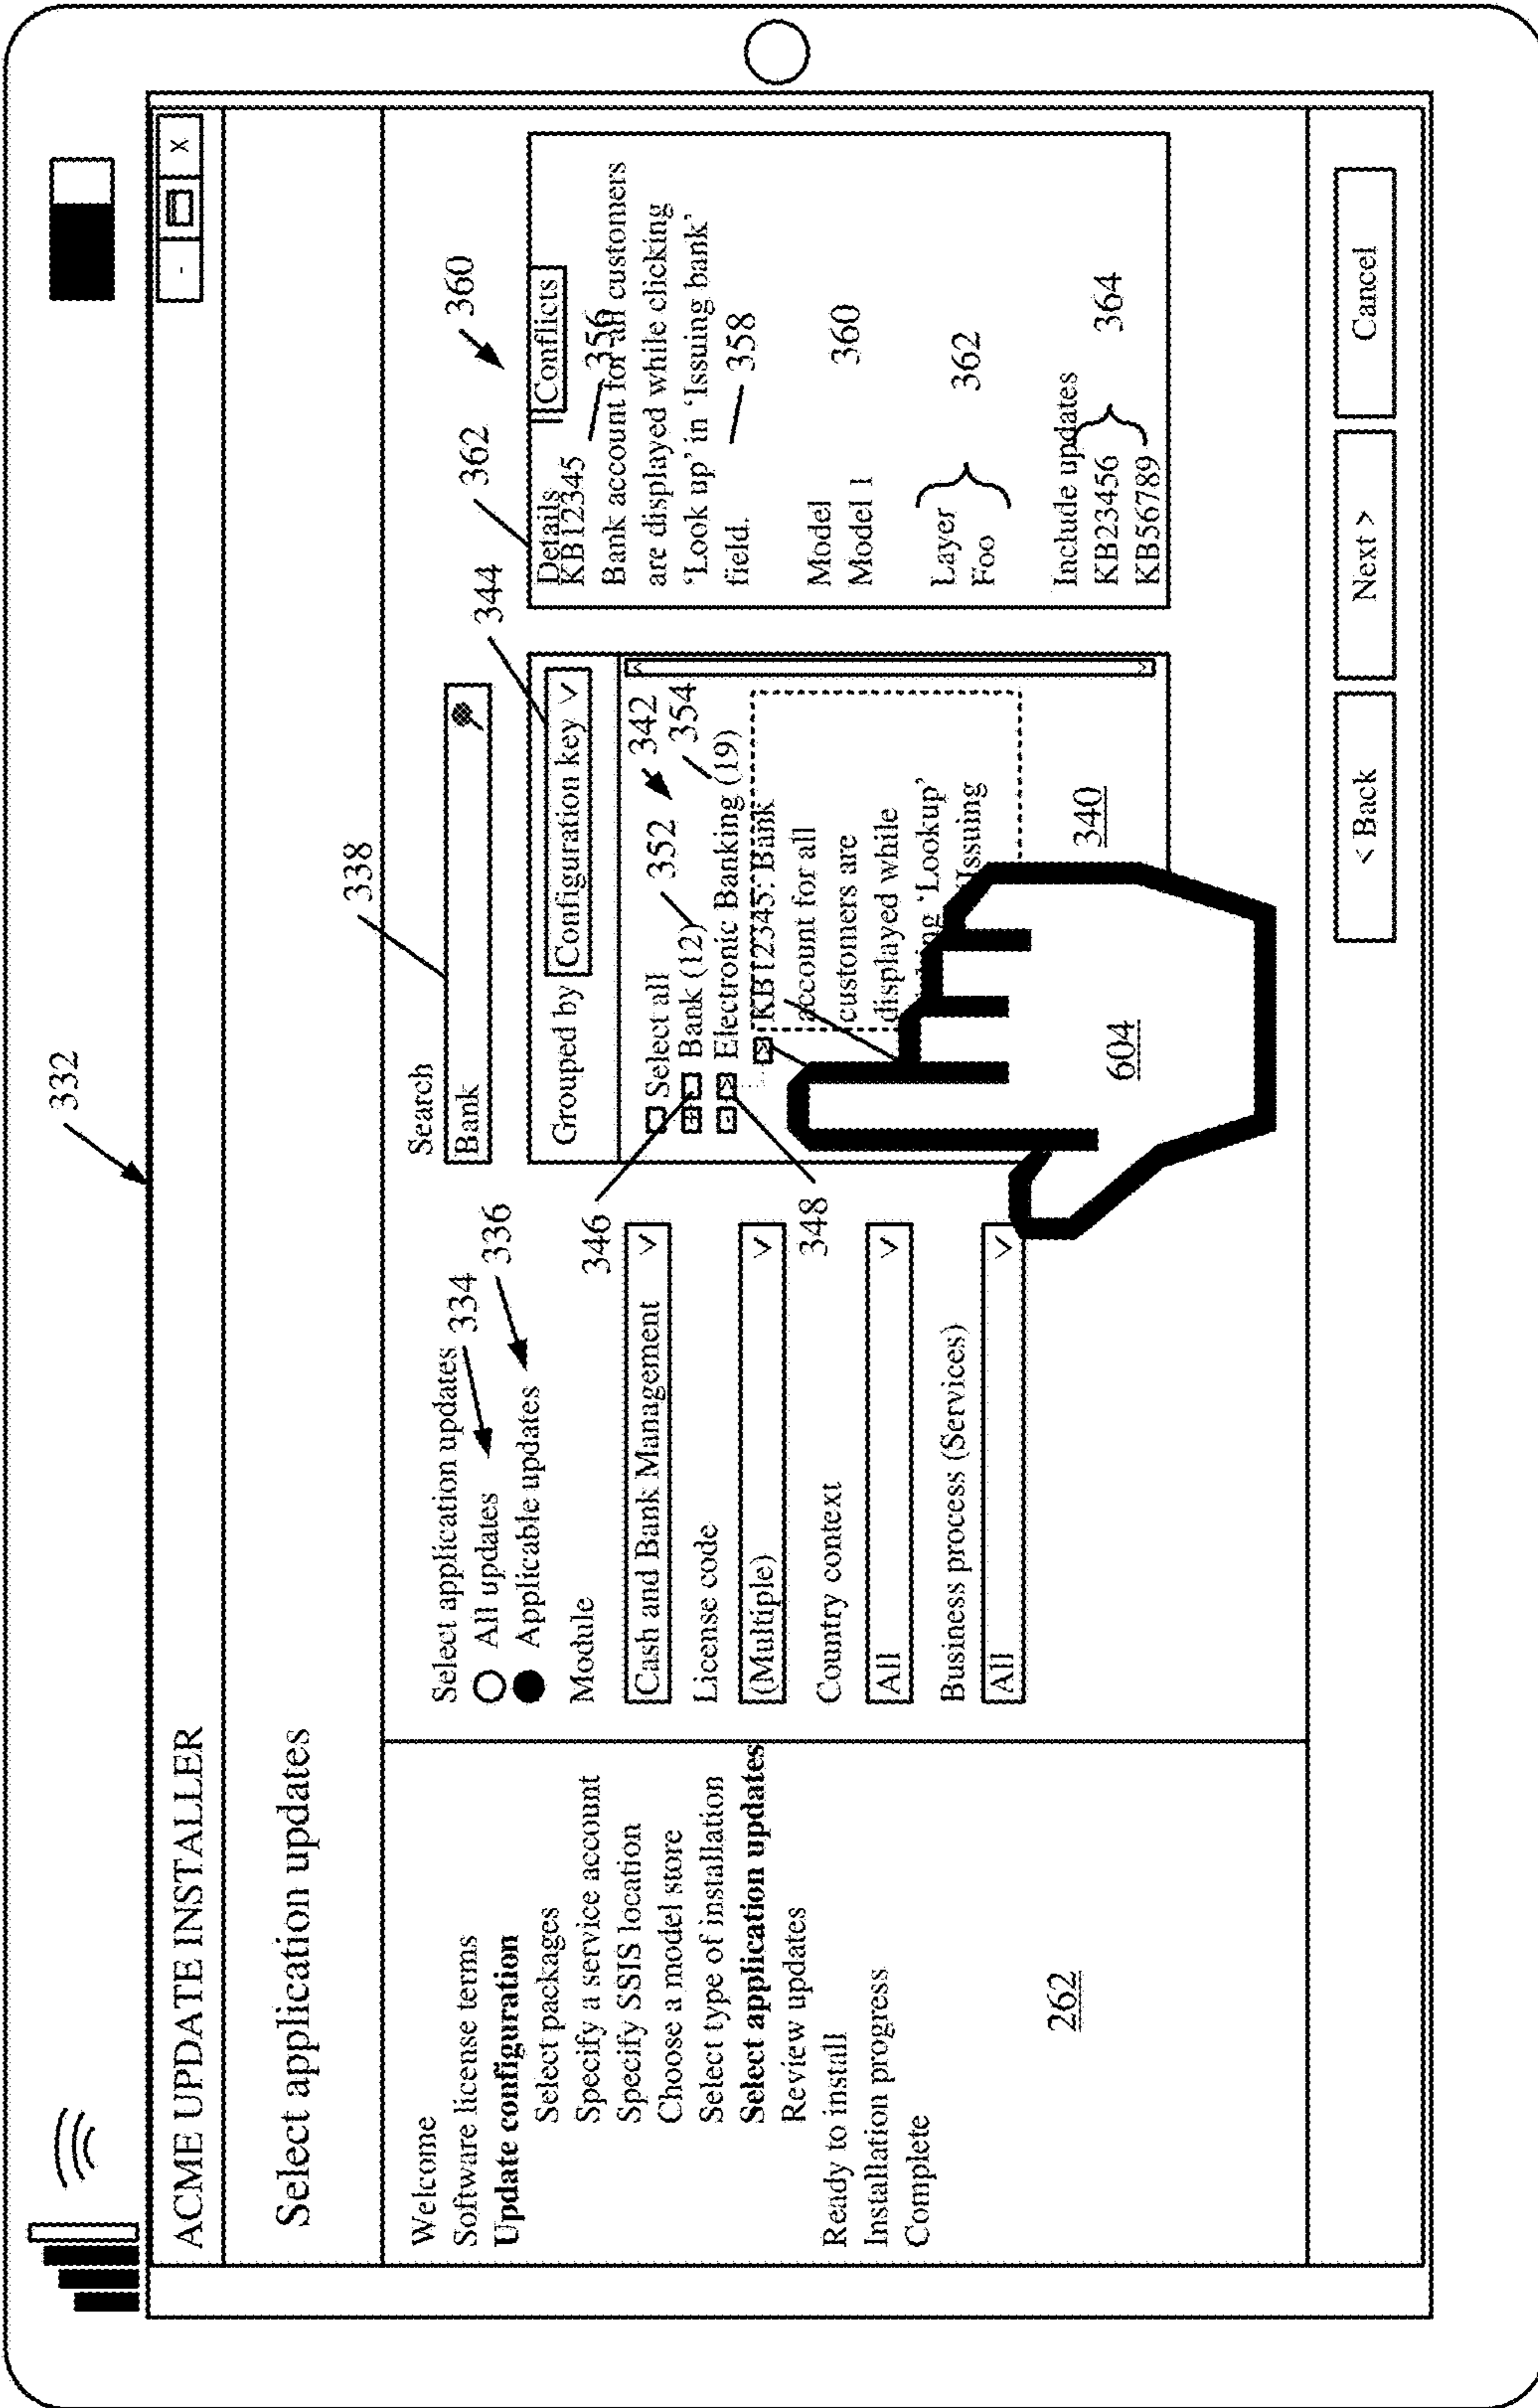 332
ACME UPDATE INSTALLER
- x
Select application updates
Welcome
Software license terms
Update configuration
Select packages
Specify a service account
Specify SSIS location
Choose a model store
Select type of installation
Select application updates
Review updates
Ready to install
Installation progress
Complete
262
Select application updates 334
All updates
Applicable updates 336
Module
346
Cash and Bank Management V
License code
(Multiple) V
348
Country context
All V
Business process (Services)
All V
338
Search
Bank
344
Grouped by Configuration key V
Select all 352 342
Bank (12) 354
Electronic Banking (19)
KB12345: Bank
account for all
customers are
displayed while
'Lookup'
Issuing
340
604
362 360
Details Conflicts
KB12345 356
Bank account for all customers
are displayed while clicking
'Look up' in 'Issuing bank'
field. 358
Model 360
Model 1
Layer 362
Foo
Include updates
KB23456 364
KB56789
< Back Next > Cancel